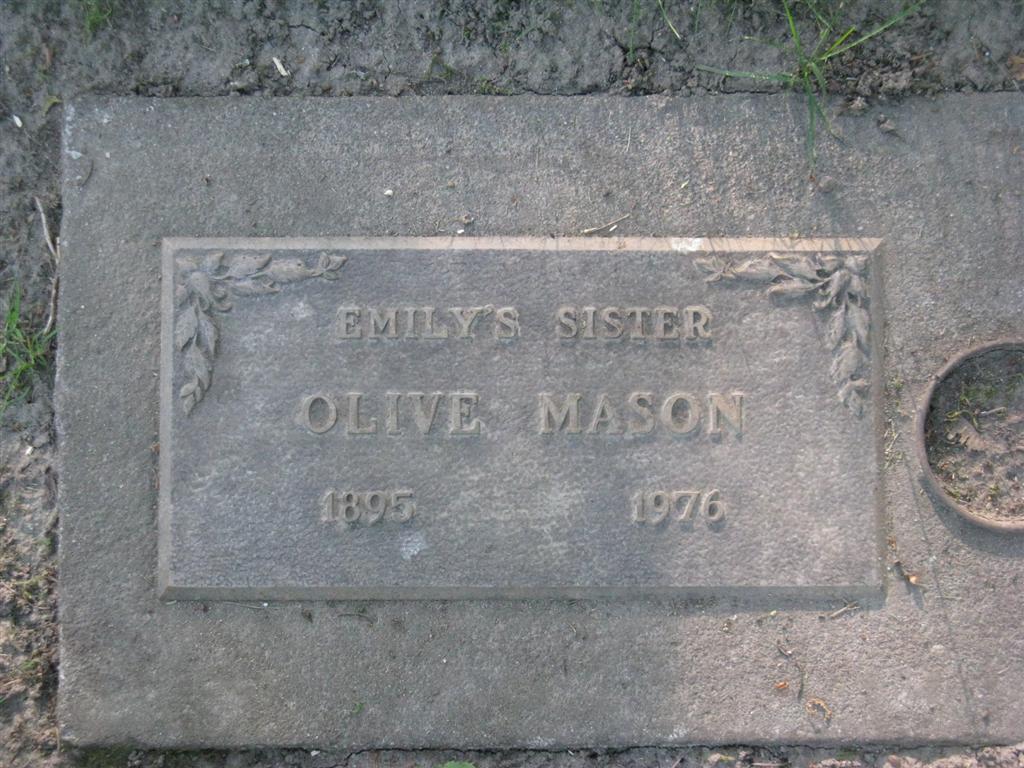 EMILY'S SISTER
OLIVE MASON
1895 1976